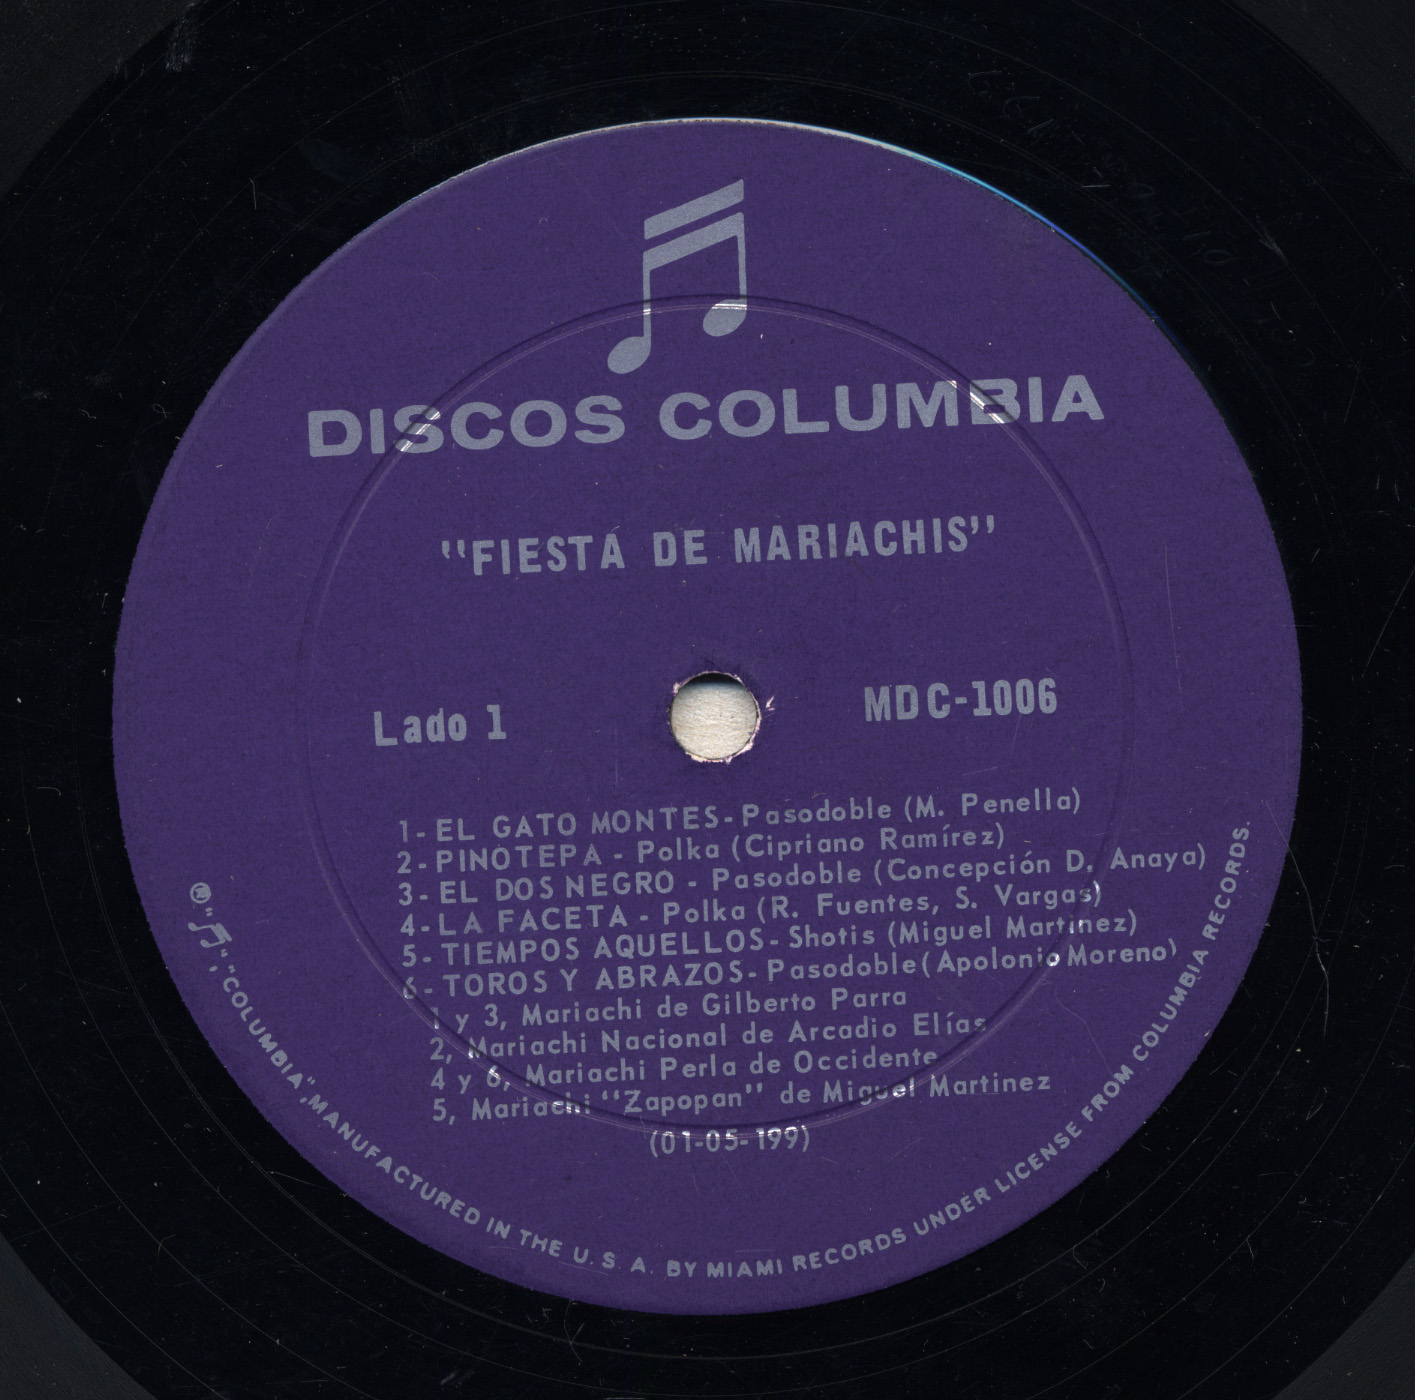 DISCOS COLUMBIA
"FIESTA DE MARIACHIS"
Lado 1
MDC-1006
1-EL GATO MONTES-Pasodoble (M. Penella)
2-PINOTEPA - Polka (Cipriano Ramírez)
3-EL DOS NEGRO - Pasodoble (Concepción D. Anaya)
4-LA FACETA - Polka (R. Fuentes, S. Vargas)
5-TIEMPOS AQUELLOS-Shotis (Miguel Martínez)
6-TOROS Y ABRAZOS-Pasodoble(Apolonio Moreno)
1 y 3, Mariachi de Gilberto Parra
2, Mariachi Nacional de Arcadio Elías
4 y 6, Mariachi Perla de Occidente
5, Mariachi "Zapopan" de Miguel Martinez
(01-05-199)
"COLUMBIA", MANUFACTURED IN THE U.S.A. BY MIAMI RECORDS UNDER LICENSE FROM COLUMBIA RECORDS.